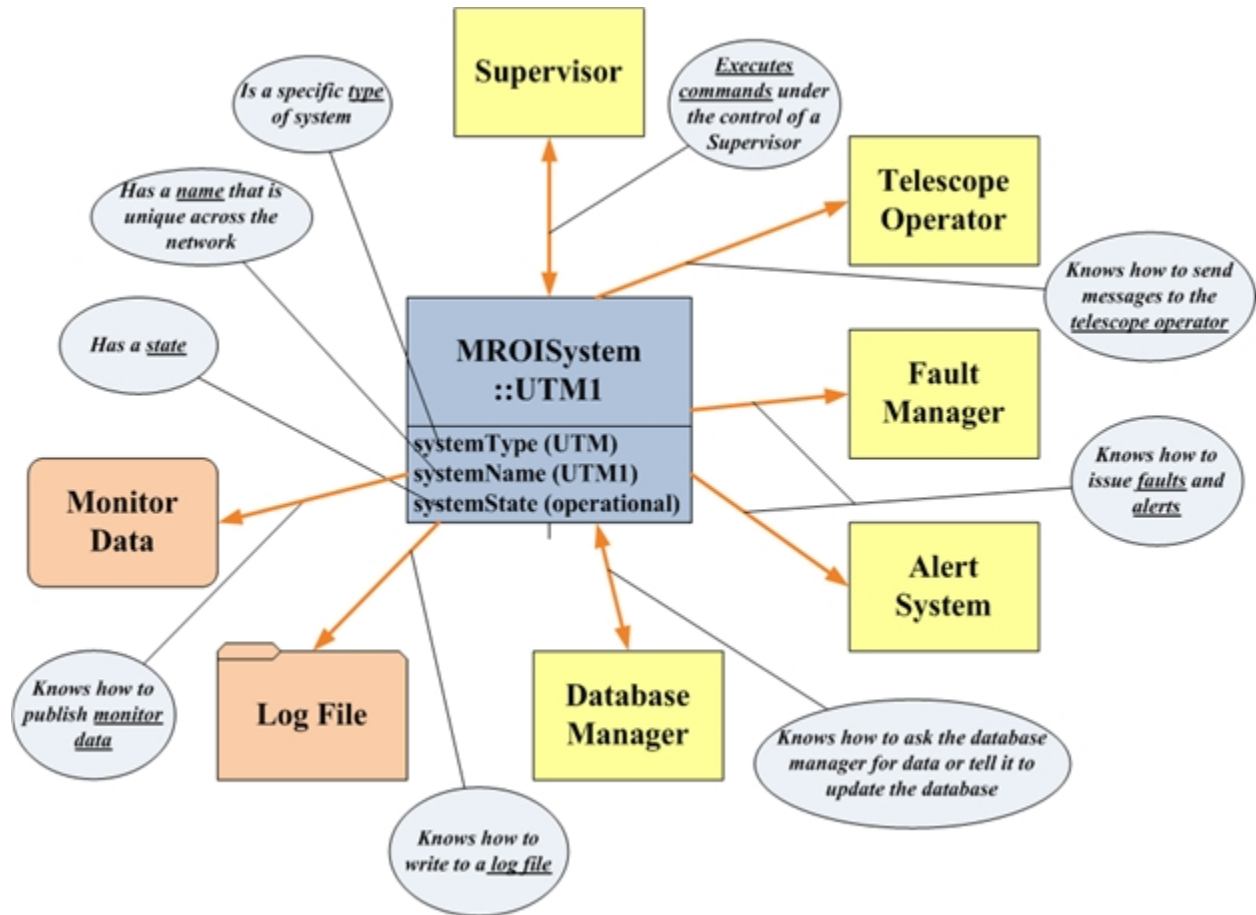 Supervisor
Is a specific type
of system
Executes
commands under
the control of a
Supervisor
Telescope
Operator
Has a name that is
unique across the
network
Knows how to send
messages to the
telescope operator
Has a state
MROISystem
::UTM1
Fault
Manager
systemType (UTM)
systemName (UTM1)
systemState (operational)
Knows how to
issue faults and
alerts
Monitor
Data
Alert
System
Knows how to
publish monitor
data
Log File
Database
Manager
Knows how to ask the database
manager for data or tell it to
update the database
Knows how to
write to a log file